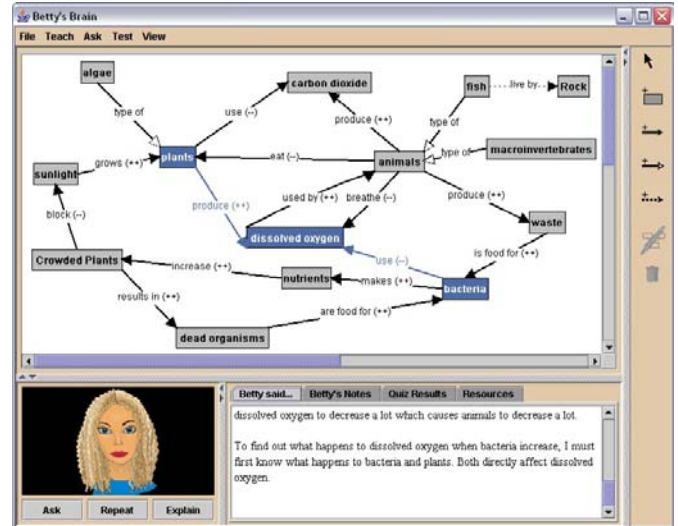 Betty's Brain
File Teach Ask Test View
algae
carbon dioxide
fish
live by
Rock
type of
use (--)
produce (++)
type of
plants
sunlight
grows (++)
eat (--)
animals
type of
macroinvertebrates
used by (++)
breathe (--)
block (--)
produce (++)
produce (++)
waste
dissolved oxygen
Crowded Plants
increase (++)
nutrients
use (--)
is food for (++)
makes (++)
bacteria
results in (++)
are food for (++)
dead organisms
Betty said... Betty's Notes Quiz Results Resources
dissolved oxygen to decrease a lot which causes animals to decrease a lot.
To find out what happens to dissolved oxygen when bacteria increase, I must
first know what happens to bacteria and plants. Both directly affect dissolved
oxygen.
Ask Repeat Explain